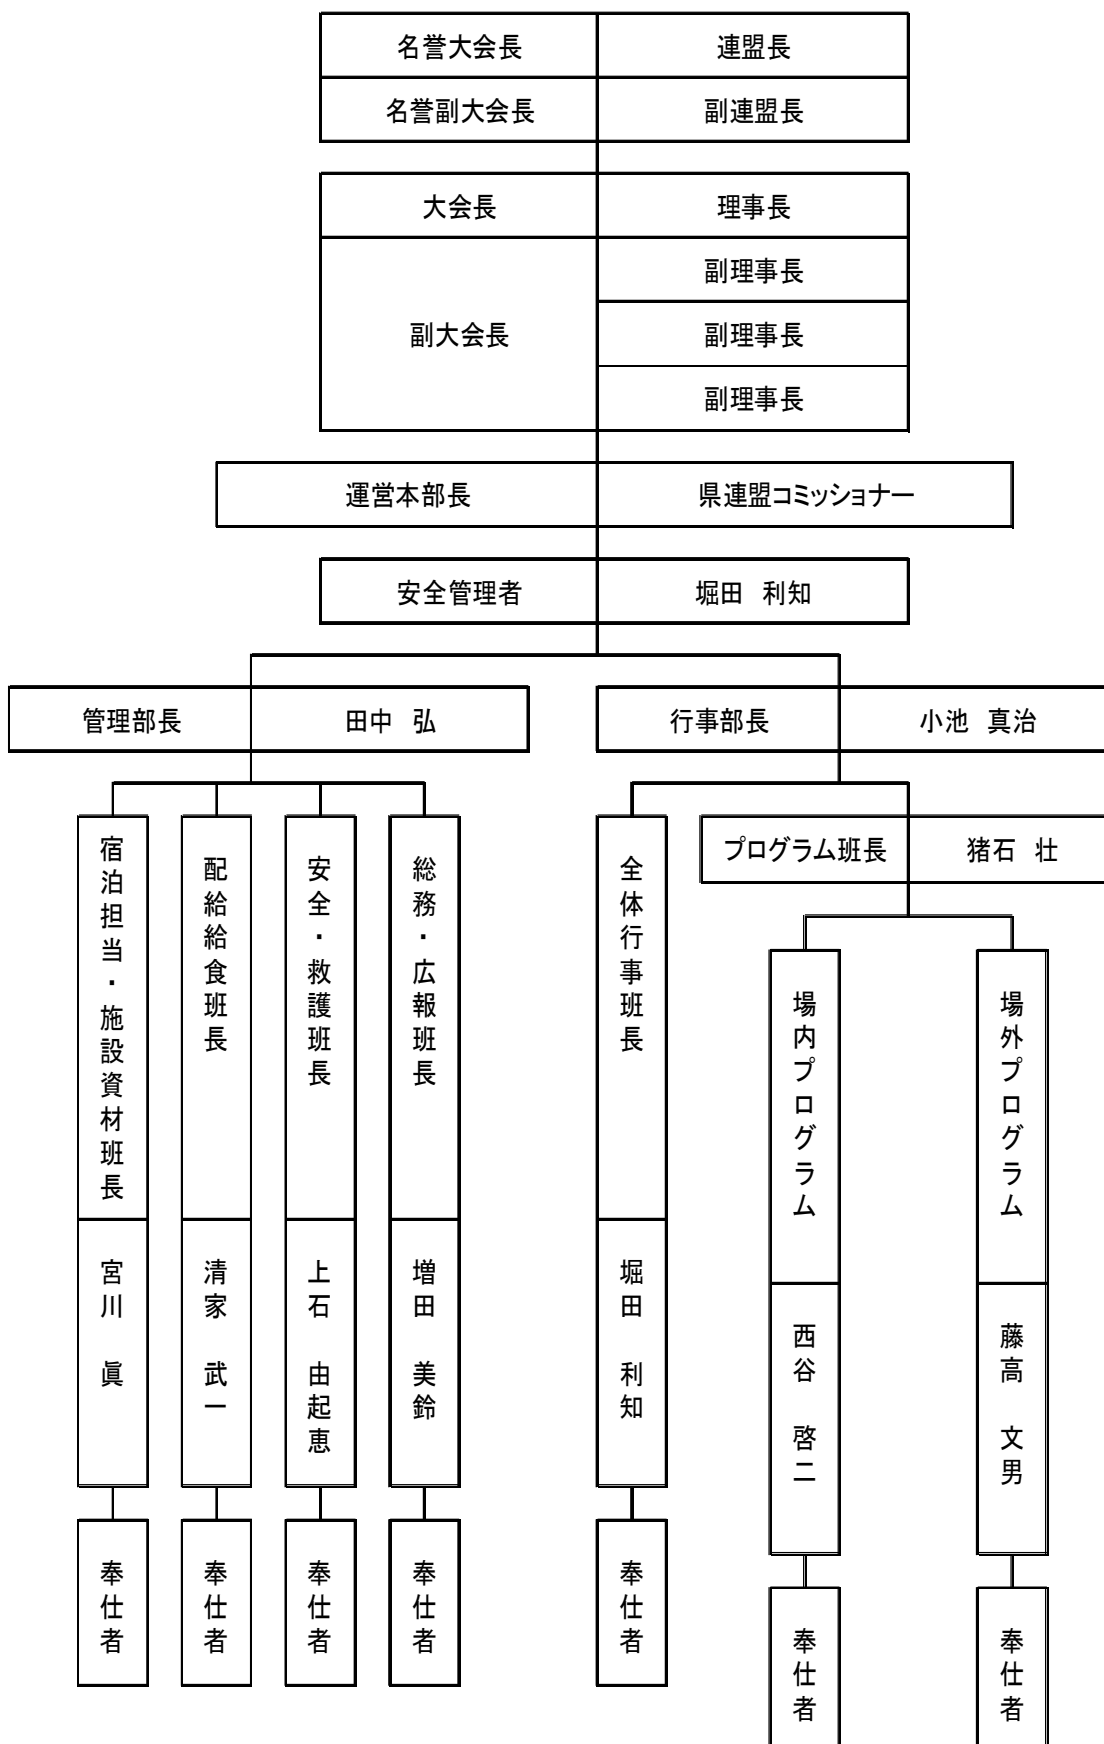 名誉大会長 連盟長
名誉副大会長 副連盟長
大会長 理事長
副大会長 副理事長
副理事長
副理事長
運営本部長 県連盟コミッショナー
安全管理者 堀田 利知
管理部長 田中 弘
行事部長 小池 真治
宿泊担当・施設資材班長
宮川 眞
奉仕者
配給給食班長
清家 武一
奉仕者
安全・救護班長
上石 由起恵
奉仕者
総務・広報班長
増田 美鈴
奉仕者
全体行事班長
堀田 利知
奉仕者
プログラム班長 猪石 壮
場内プログラム
西谷 啓二
奉仕者
場外プログラム
藤高 文男
奉仕者